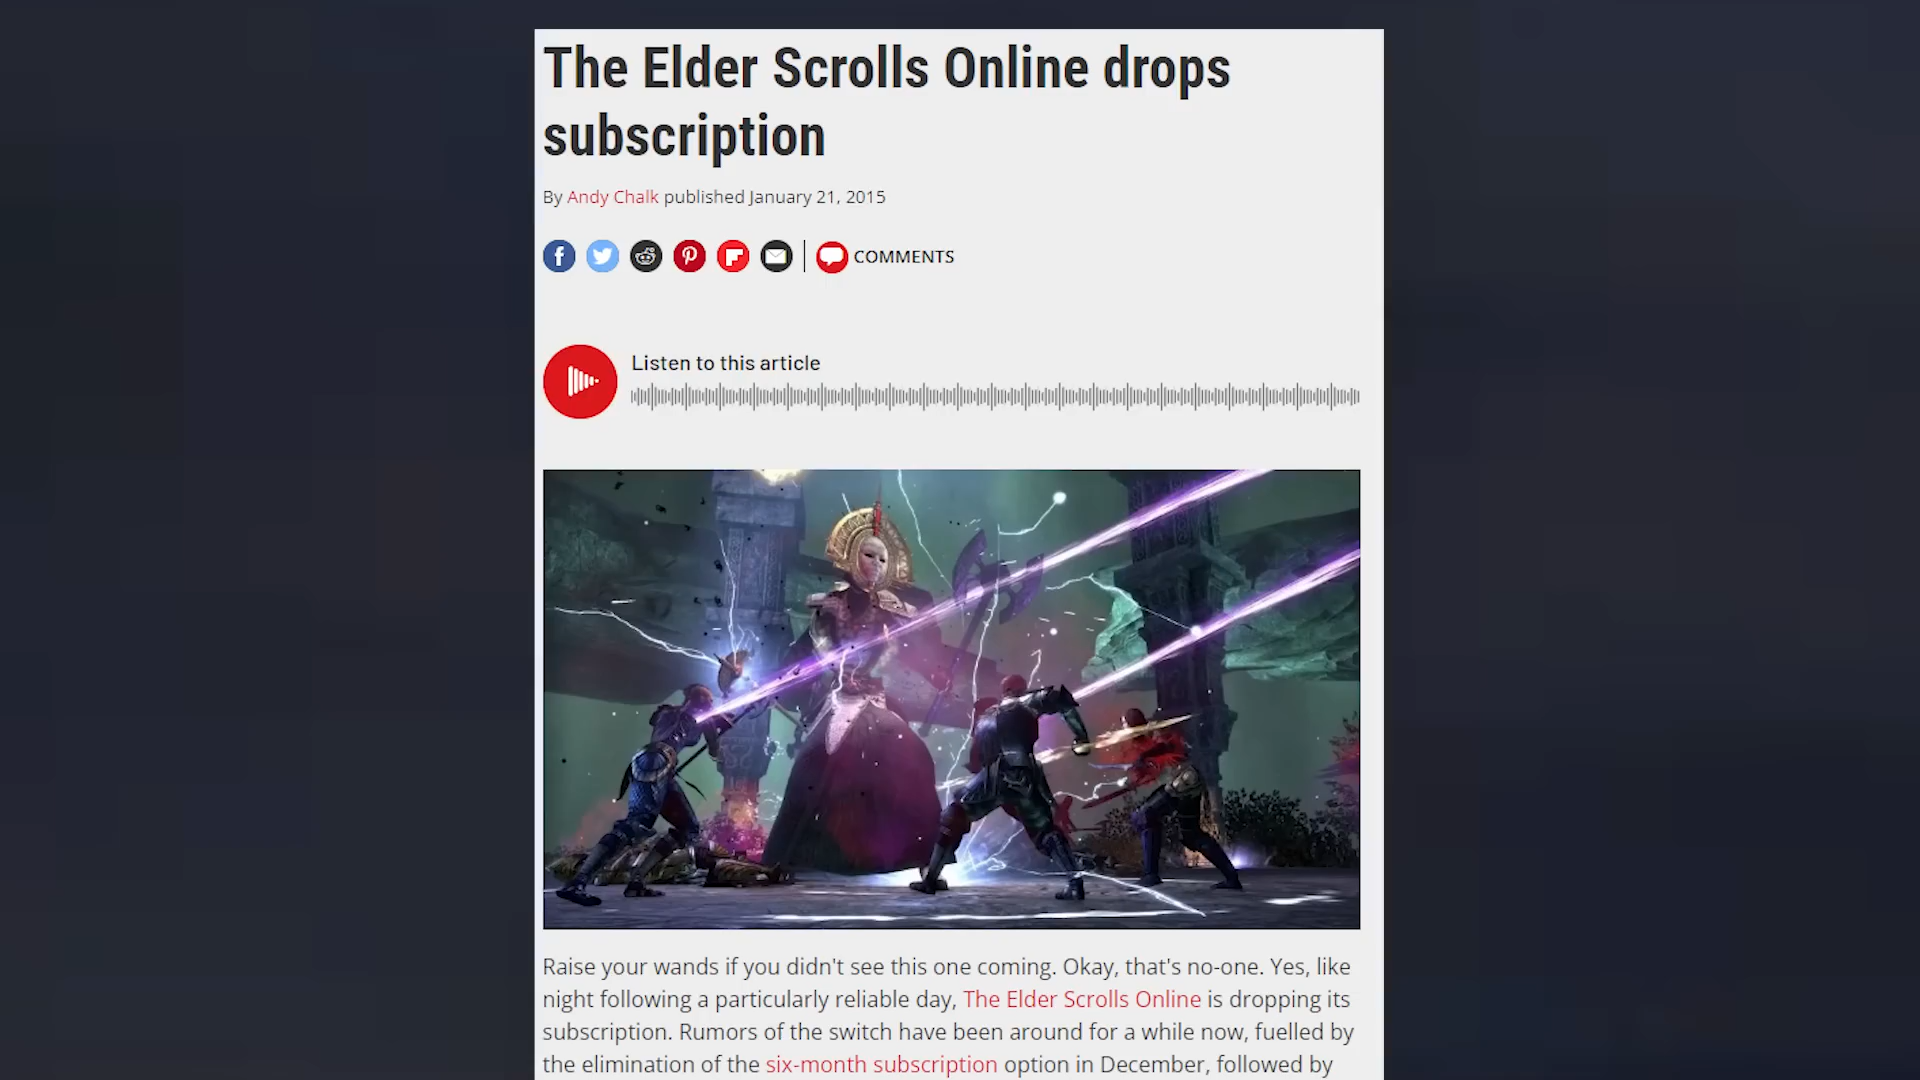 The Elder Scrolls Online drops
subscription
By Andy Chalk published January 21, 2015
COMMENTS
Listen to this article
Raise your wands if you didn't see this one coming. Okay, that's no-one. Yes, like
night following a particularly reliable day, The Elder Scrolls Online is dropping its
subscription. Rumors of the switch have been around for a while now, fuelled by
the elimination of the six-month subscription option in December, followed by